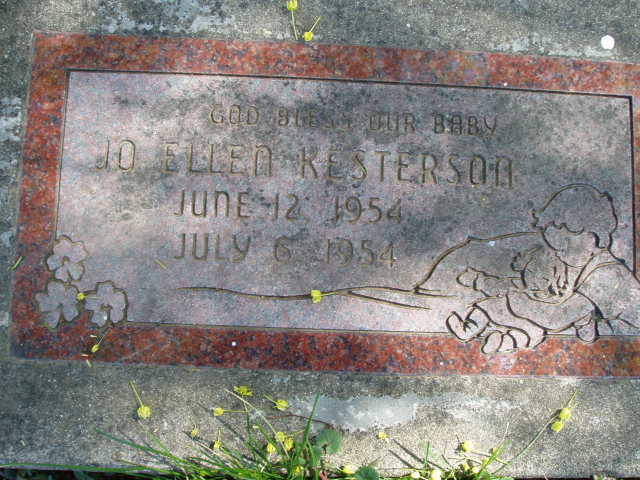 GOD BLESS OUR BABY
JO ELLEN KESTERSON
JUNE 12 1954
JULY 6 1954